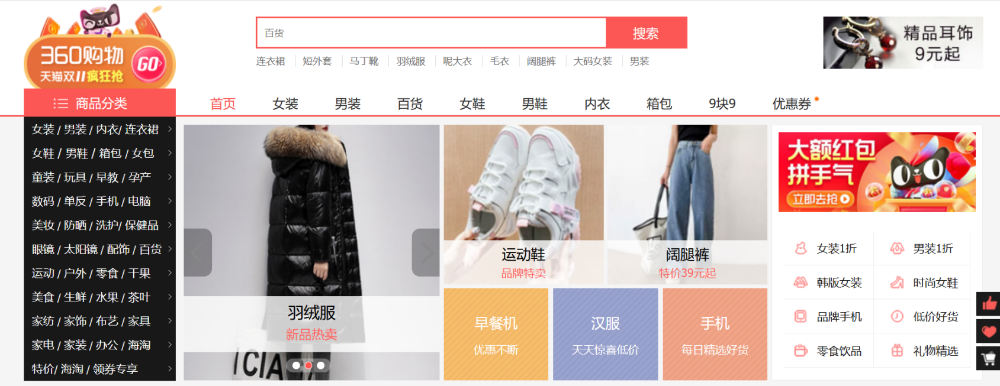 360购物
GO
天猫双11疯狂抢
百货
搜索
连衣裙 短外套 马丁靴 羽绒服 呢大衣 毛衣 阔腿裤 大码女装 男装
精品耳饰
9元起
商品分类
首页 女装 男装 百货 女鞋 男鞋 内衣 箱包 9块9 优惠券
女装 / 男装 / 内衣/ 连衣裙
女鞋 / 男鞋 / 箱包 / 女包
童装 / 玩具 / 早教 / 孕产
数码 / 单反 / 手机 / 电脑
美妆 / 防晒 / 洗护/ 保健品
眼镜 / 太阳镜 / 配饰 / 百货
运动 / 户外 / 零食 / 干果
美食 / 生鲜 / 水果 / 茶叶
家纺 / 家饰 / 布艺 / 家具
家电 / 家装 / 办公 / 海淘
特价/ 海淘 / 领券专享
羽绒服
新品热卖
CIA
运动鞋
品牌特卖
阔腿裤
特价39元起
早餐机
优惠不断
汉服
天天惊喜低价
手机
每日精选好货
大额红包
拼手气
立即去抢
女装1折 男装1折
韩版女装 时尚女鞋
品牌手机 低价好货
零食饮品 礼物精选